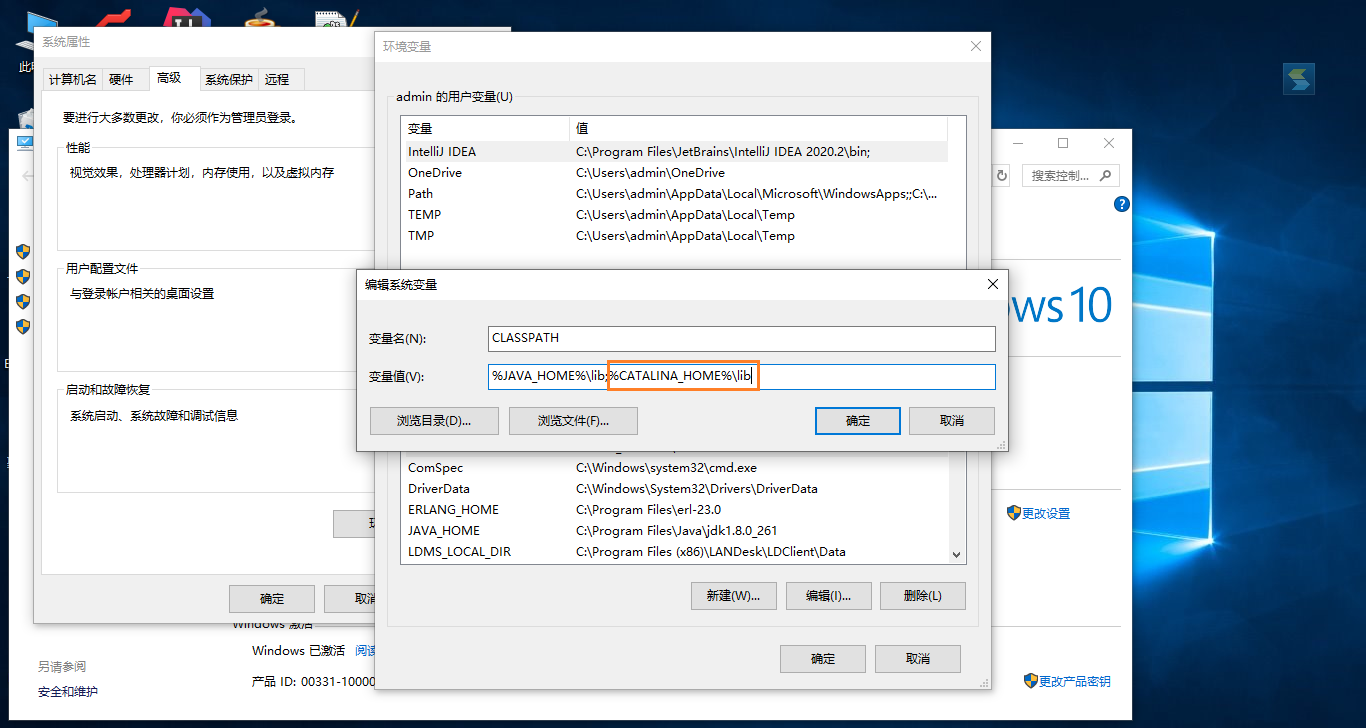 系统属性
计算机名 硬件 高级 系统保护 远程
要进行大多数更改，你必须作为管理员登录。
性能
视觉效果，处理器计划，内存使用，以及虚拟内存
用户配置文件
与登录帐户相关的桌面设置
启动和故障恢复
系统启动、系统故障和调试信息
确定
环境变量
admin 的用户变量(U)
变量 值
IntelliJ IDEA C:\Program Files\JetBrains\IntelliJ IDEA 2020.2\bin;
OneDrive C:\Users\admin\OneDrive
Path C:\Users\admin\AppData\Local\Microsoft\WindowsApps;;C:\...
TEMP C:\Users\admin\AppData\Local\Temp
TMP C:\Users\admin\AppData\Local\Temp
编辑系统变量
变量名(N): CLASSPATH
变量值(V): %JAVA_HOME%\lib;%CATALINA_HOME%\lib
浏览目录(D)... 浏览文件(F)... 确定 取消
ComSpec C:\Windows\system32\cmd.exe
DriverData C:\Windows\System32\Drivers\DriverData
ERLANG_HOME C:\Program Files\erl-23.0
JAVA_HOME C:\Program Files\Java\jdk1.8.0_261
LDMS_LOCAL_DIR C:\Program Files (x86)\LANDesk\LDClient\Data
新建(W)... 编辑(I)... 删除(L)
确定 取消
搜索控制...
ws 10
更改设置
Windows 激活
Windows 已激活 阅读
产品 ID: 00331-10000
更改产品密钥
另请参阅
安全和维护